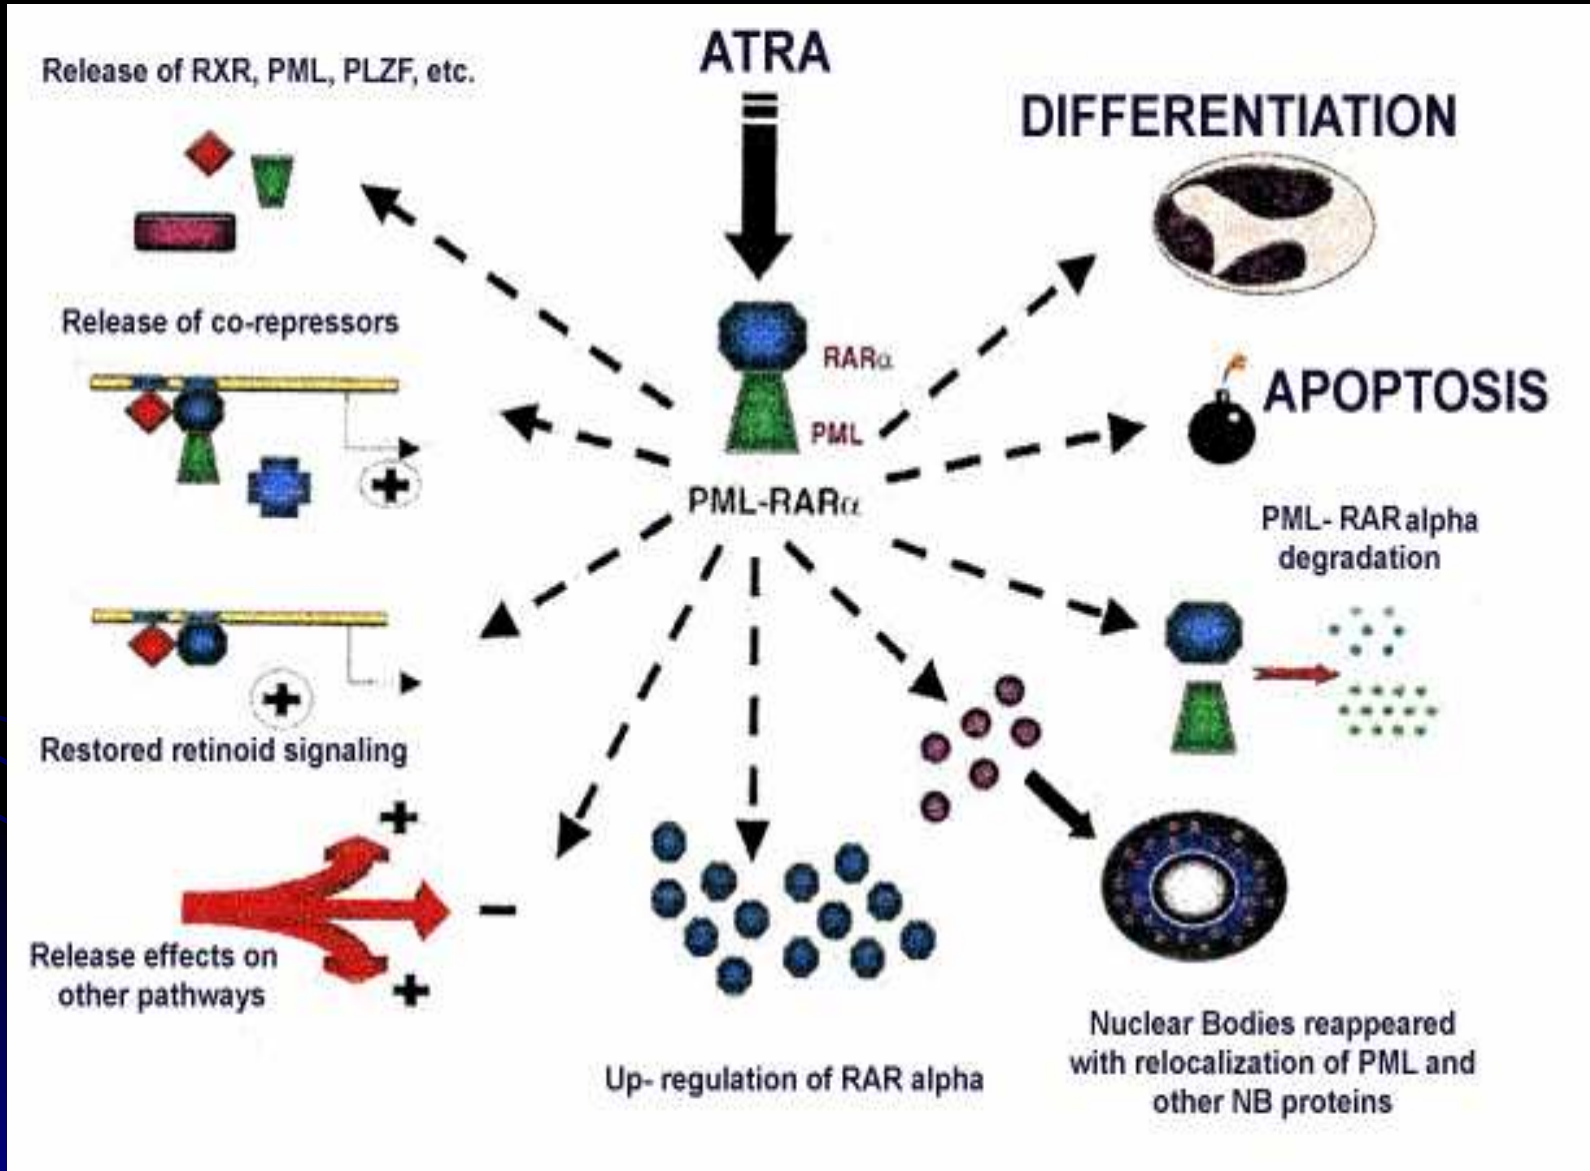 ATRA
Release of RXR, PML, PLZF, etc.
DIFFERENTIATION
Release of co-repressors
RARα
PML
APOPTOSIS
PML-RARα
PML- RAR alpha
degradation
Restored retinoid signaling
Release effects on
other pathways
Up- regulation of RAR alpha
Nuclear Bodies reappeared
with relocalization of PML and
other NB proteins